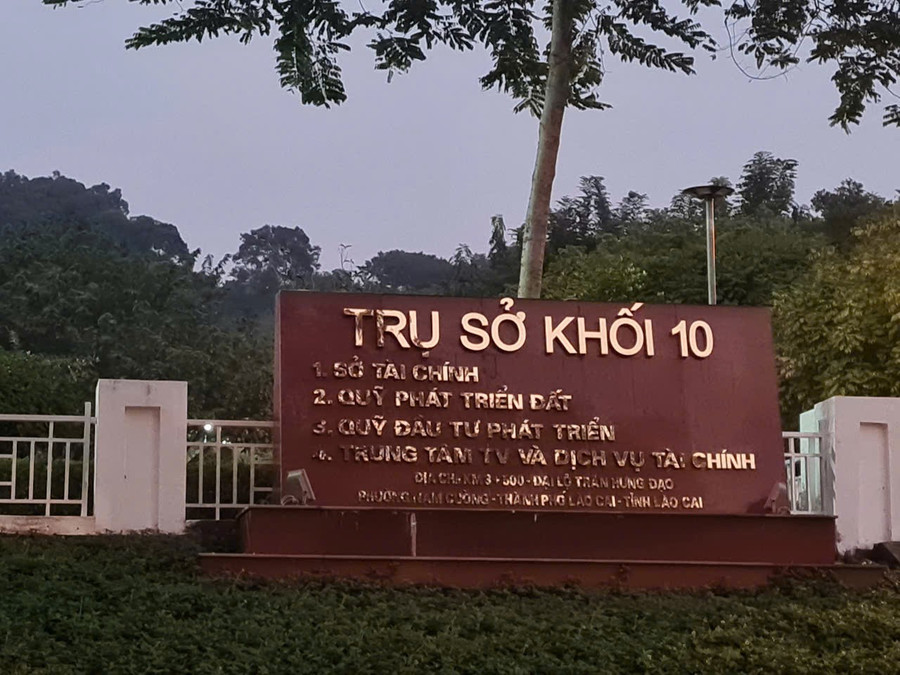 TRỤ SỞ KHỐI 10
1. SỞ TÀI CHÍNH
2. QUỸ PHÁT TRIỂN ĐẤT
3. QUỸ ĐẦU TƯ PHÁT TRIỂN
4. TRUNG TÂM TV VÀ DỊCH VỤ TÀI CHÍNH
ĐỊA CHỈ: KM 3 + 500 - ĐẠI LỘ TRẦN HƯNG ĐẠO
PHƯỜNG NAM CƯỜNG - THÀNH PHỐ LÀO CAI - TỈNH LÀO CAI